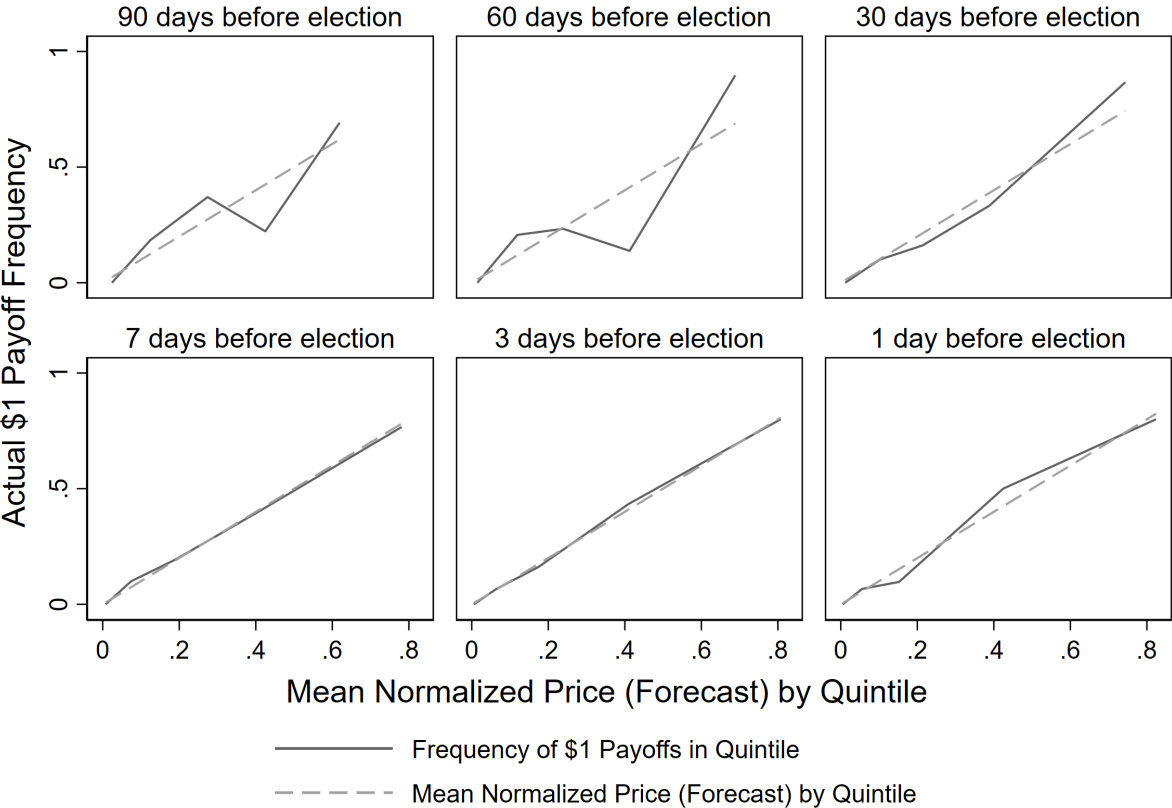 90 days before election
60 days before election
30 days before election
1
.5
0
7 days before election
3 days before election
1 day before election
1
.5
0
Actual $1 Payoff Frequency
0 .2 .4 .6 .8
0 .2 .4 .6 .8
0 .2 .4 .6 .8
Mean Normalized Price (Forecast) by Quintile
Frequency of $1 Payoffs in Quintile
Mean Normalized Price (Forecast) by Quintile